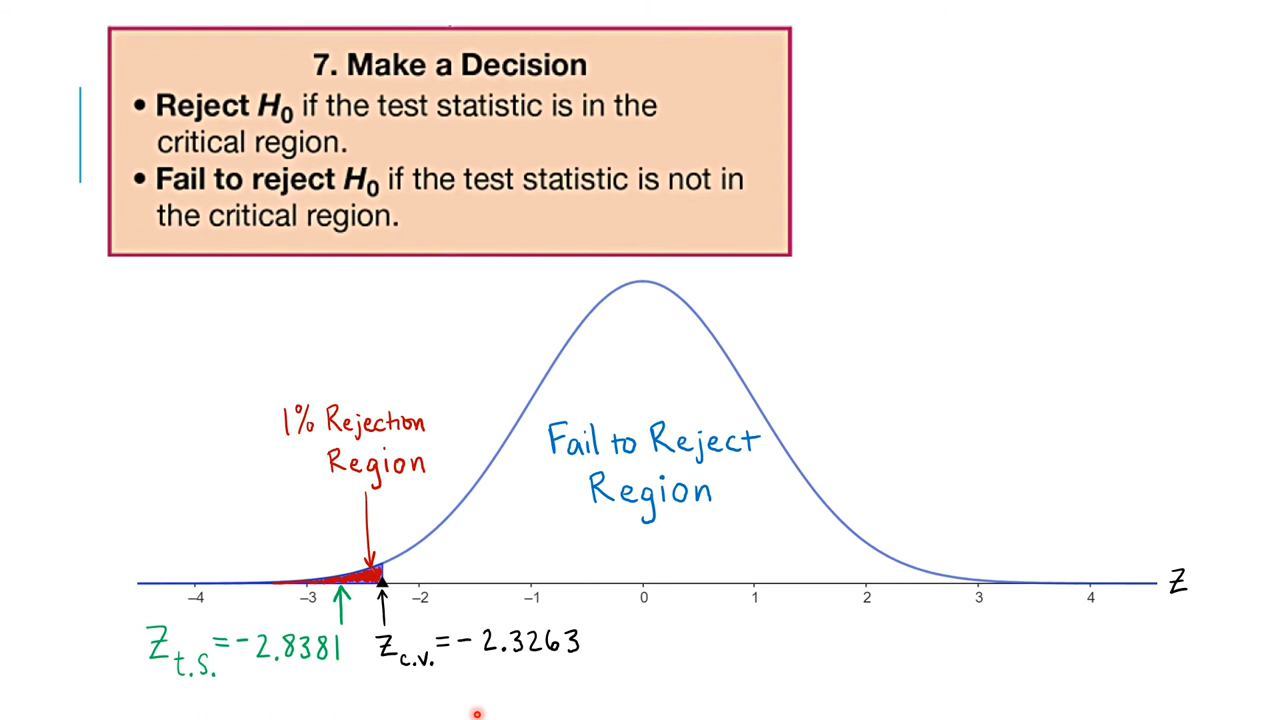 7. Make a Decision
• Reject H0 if the test statistic is in the
critical region.
• Fail to reject H0 if the test statistic is not in
the critical region.
1% Rejection
Region
Fail to Reject
Region
–4 –3 –2 –1 0 1 2 3 4
Z
Zt.s. = -2.8381
Zc.v. = -2.3263